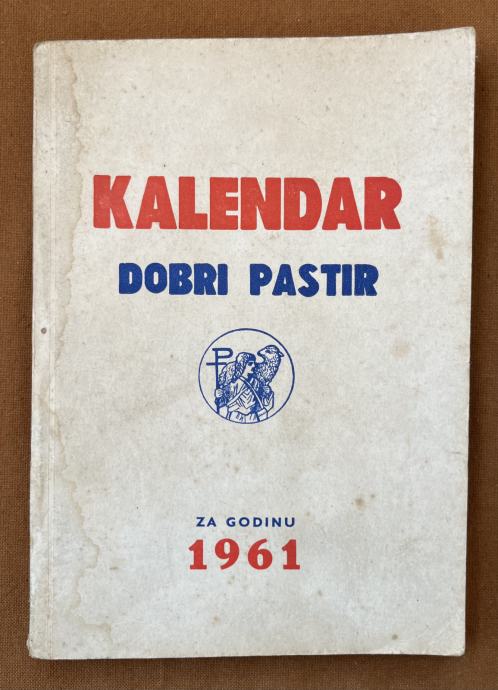 KALENDAR
DOBRI PASTIR
P
ZA GODINU
1961